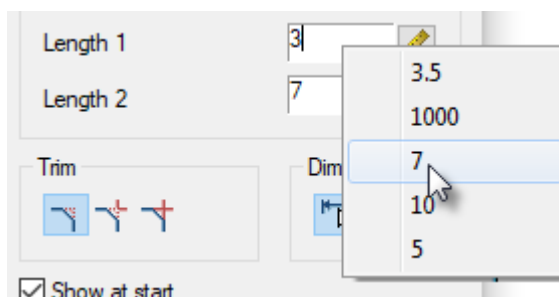 Length 1 3
3.5
Length 2 7
1000
7
Trim Dim
10
5
Show at start